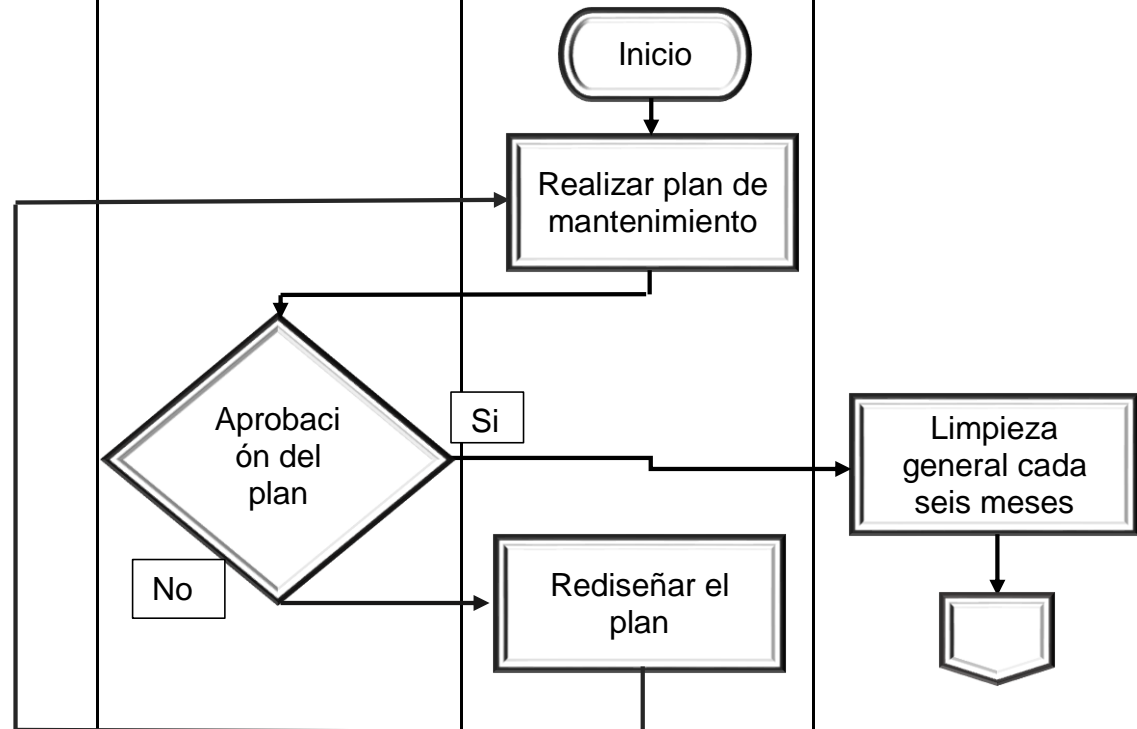 Inicio
Realizar plan de
mantenimiento
Aprobaci
ón del
plan
Si
Limpieza
general cada
seis meses
No
Rediseñar el
plan